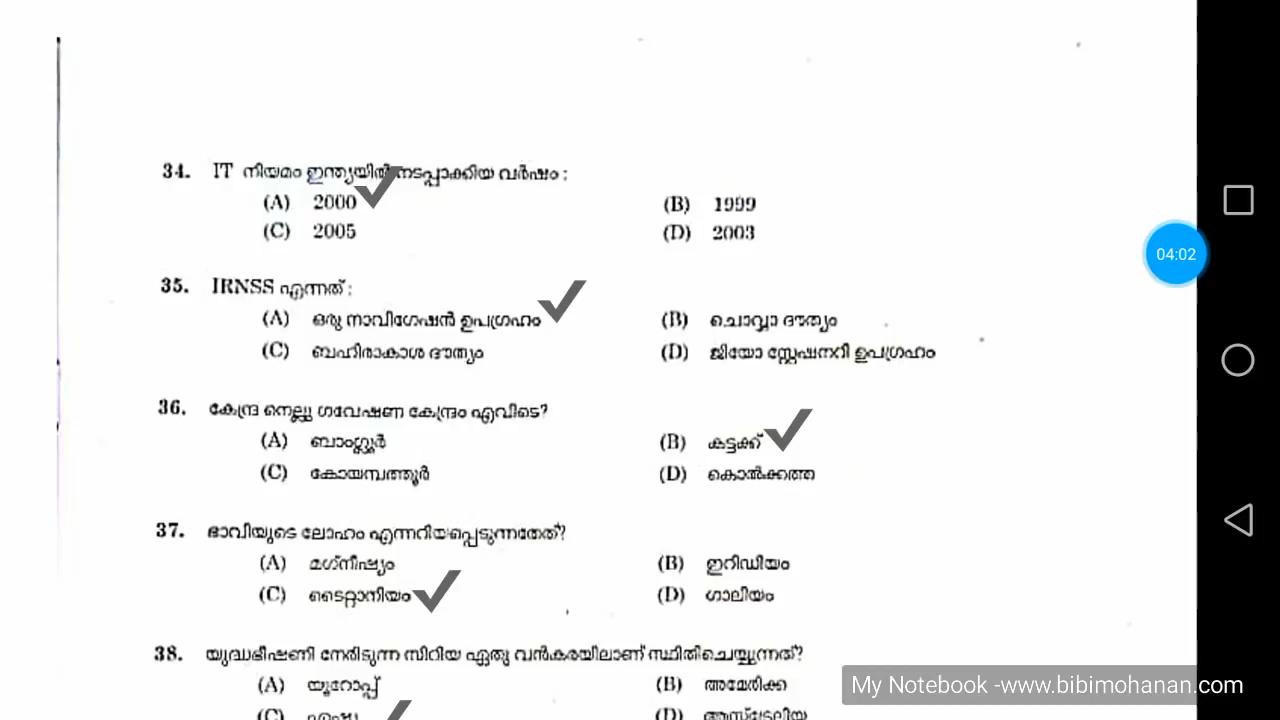 34. IT നിയമം ഇന്ത്യയിൽ നടപ്പാക്കിയ വർഷം :
(A) 2000 (B) 1999
(C) 2005 (D) 2003
04:02
35. IRNSS എന്നത് :
(A) ഒരു നാവിഗേഷൻ ഉപഗ്രഹം (B) ചൊവ്വാ ദൗത്യം
(C) ബഹിരാകാശ ദൗത്യം (D) ജിയോ സ്റ്റേഷനറി ഉപഗ്രഹം
36. കേന്ദ്ര നെല്ലു ഗവേഷണ കേന്ദ്രം എവിടെ?
(A) ബാംഗ്ലൂർ (B) കട്ടക്ക്
(C) കോയമ്പത്തൂർ (D) കൊൽക്കത്ത
37. ഭാവിയുടെ ലോഹം എന്നറിയപ്പെടുന്നതേത്?
(A) മഗ്നീഷ്യം (B) ഇറിഡിയം
(C) ടൈറ്റാനിയം (D) ഗാലിയം
38. യുദ്ധഭീഷണി നേരിടുന്ന സിറിയ ഏതു വൻകരയിലാണ് സ്ഥിതിചെയ്യുന്നത്?
(A) യൂറോപ്പ് (B) അമേരിക്ക
(C) ഏഷ്യ (D) ആസ്ട്രേലിയ
My Notebook -www.bibimohanan.com